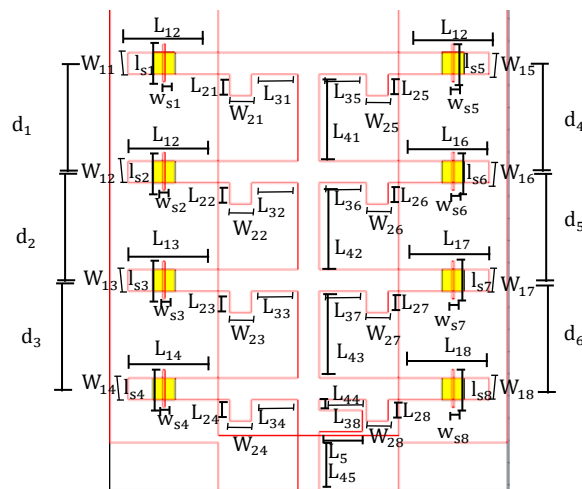 L₁₂ L₁₂
W₁₁ lₛ₁ L₂₁ L₃₁ L₃₅ L₂₅ lₛ₅ W₁₅
wₛ₁ W₂₁ W₂₅ wₛ₅
d₁ L₄₁ d₄
L₁₂ L₁₆
W₁₂ lₛ₂ L₂₂ L₃₂ L₃₆ L₂₆ lₛ₆ W₁₆
wₛ₂ W₂₂ W₂₆ wₛ₆
d₂ L₄₂ d₅
L₁₃ L₁₇
W₁₃ lₛ₃ L₂₃ L₃₃ L₃₇ L₂₇ lₛ₇ W₁₇
wₛ₃ W₂₃ W₂₇ wₛ₇
d₃ L₄₃ d₆
L₁₄ L₁₈
W₁₄ lₛ₄ L₂₄ L₃₄ L₄₄ L₃₈ L₂₈ lₛ₈ W₁₈
wₛ₄ W₂₄ W₂₈ wₛ₈
L₅
L₄₅